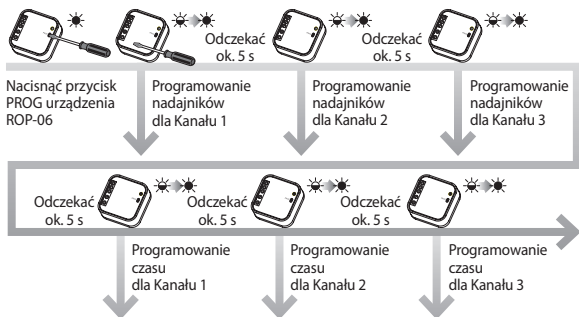 Odczekać
ok. 5 s
Odczekać
ok. 5 s
Nacisnąć przycisk
PROG urządzenia
ROP-06
Programowanie
nadajników
dla Kanału 1
Programowanie
nadajników
dla Kanału 2
Programowanie
nadajników
dla Kanału 3
Odczekać
ok. 5 s
Odczekać
ok. 5 s
Odczekać
ok. 5 s
Programowanie
czasu
dla Kanału 1
Programowanie
czasu
dla Kanału 2
Programowanie
czasu
dla Kanału 3